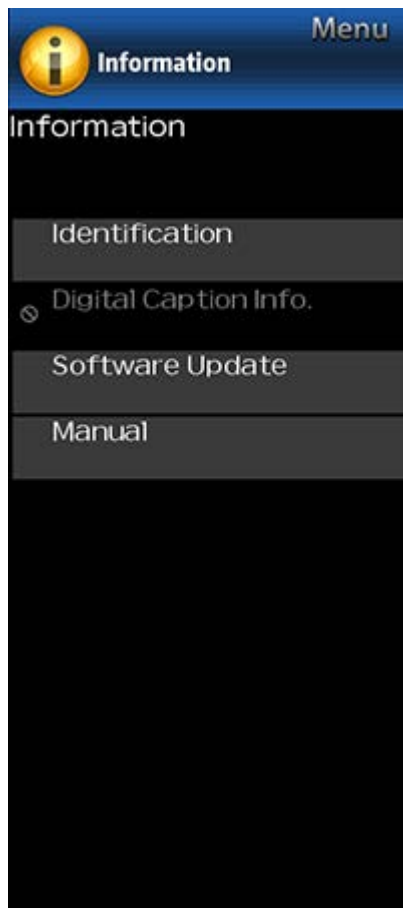 Menu
Information
Information
Identification
Digital Caption Info.
Software Update
Manual